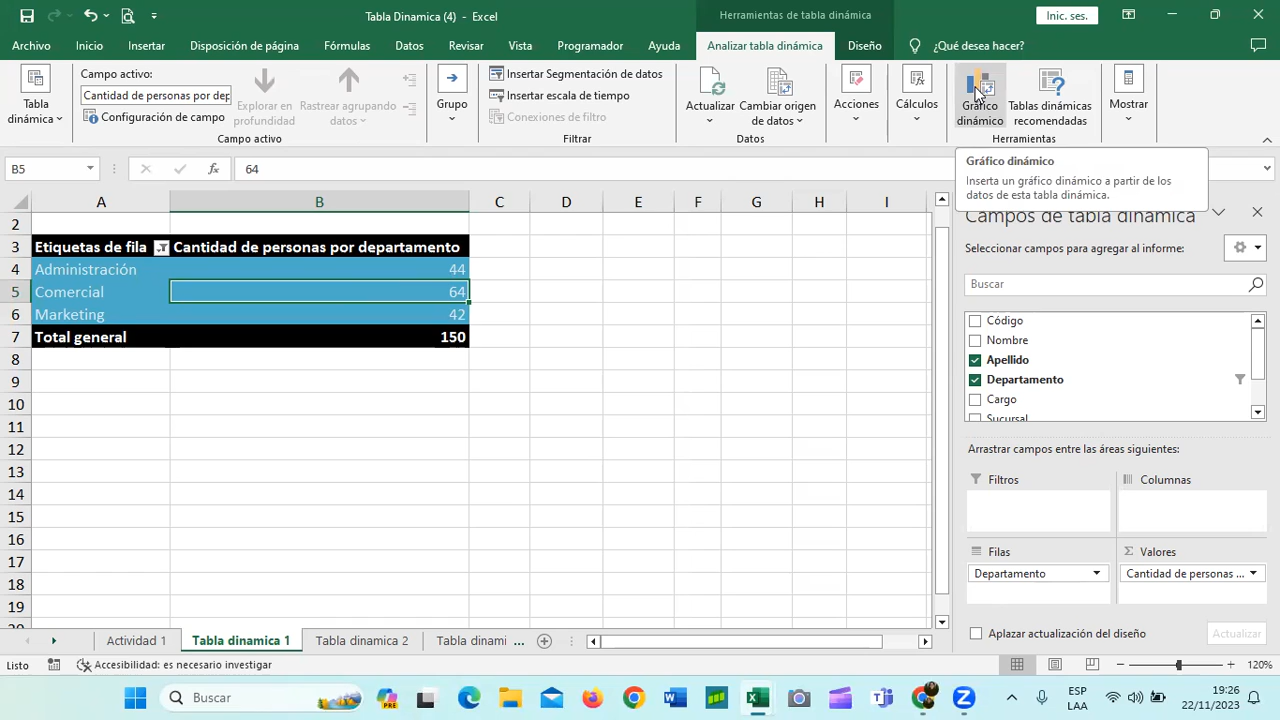 Tabla Dinamica (4) - Excel
Herramientas de tabla dinámica
Inic. ses.
Archivo Inicio Insertar Disposición de página Fórmulas Datos Revisar Vista Programador Ayuda Analizar tabla dinámica Diseño ¿Qué desea hacer?
Tabla dinámica
Campo activo:
Cantidad de personas por dep
Configuración de campo
Explorar en profundidad
Rastrear agrupando datos
Campo activo
Grupo
Insertar Segmentación de datos
Insertar escala de tiempo
Conexiones de filtro
Filtrar
Actualizar
Cambiar origen de datos
Datos
Acciones
Cálculos
Gráfico dinámico
Tablas dinámicas recomendadas
Herramientas
Mostrar
B5 fx 64
Gráfico dinámico
Inserta un gráfico dinámico a partir de los
datos de esta tabla dinámica.
A B C D E F G H I
2
3 Etiquetas de fila Cantidad de personas por departamento
4 Administración 44
5 Comercial 64
6 Marketing 42
7 Total general 150
8
9
10
11
12
13
14
15
16
17
18
19
Campos de tabla dinámica
Seleccionar campos para agregar al informe:
Buscar
Código
Nombre
Apellido
Departamento
Cargo
Sucursal
Arrastrar campos entre las áreas siguientes:
Filtros Columnas
Filas Σ Valores
Departamento Cantidad de personas ...
Aplazar actualización del diseño Actualizar
Actividad 1 Tabla dinamica 1 Tabla dinamica 2 Tabla dinami ...
Listo Accesibilidad: es necesario investigar 120%
Buscar
ESP
LAA
19:26
22/11/2023